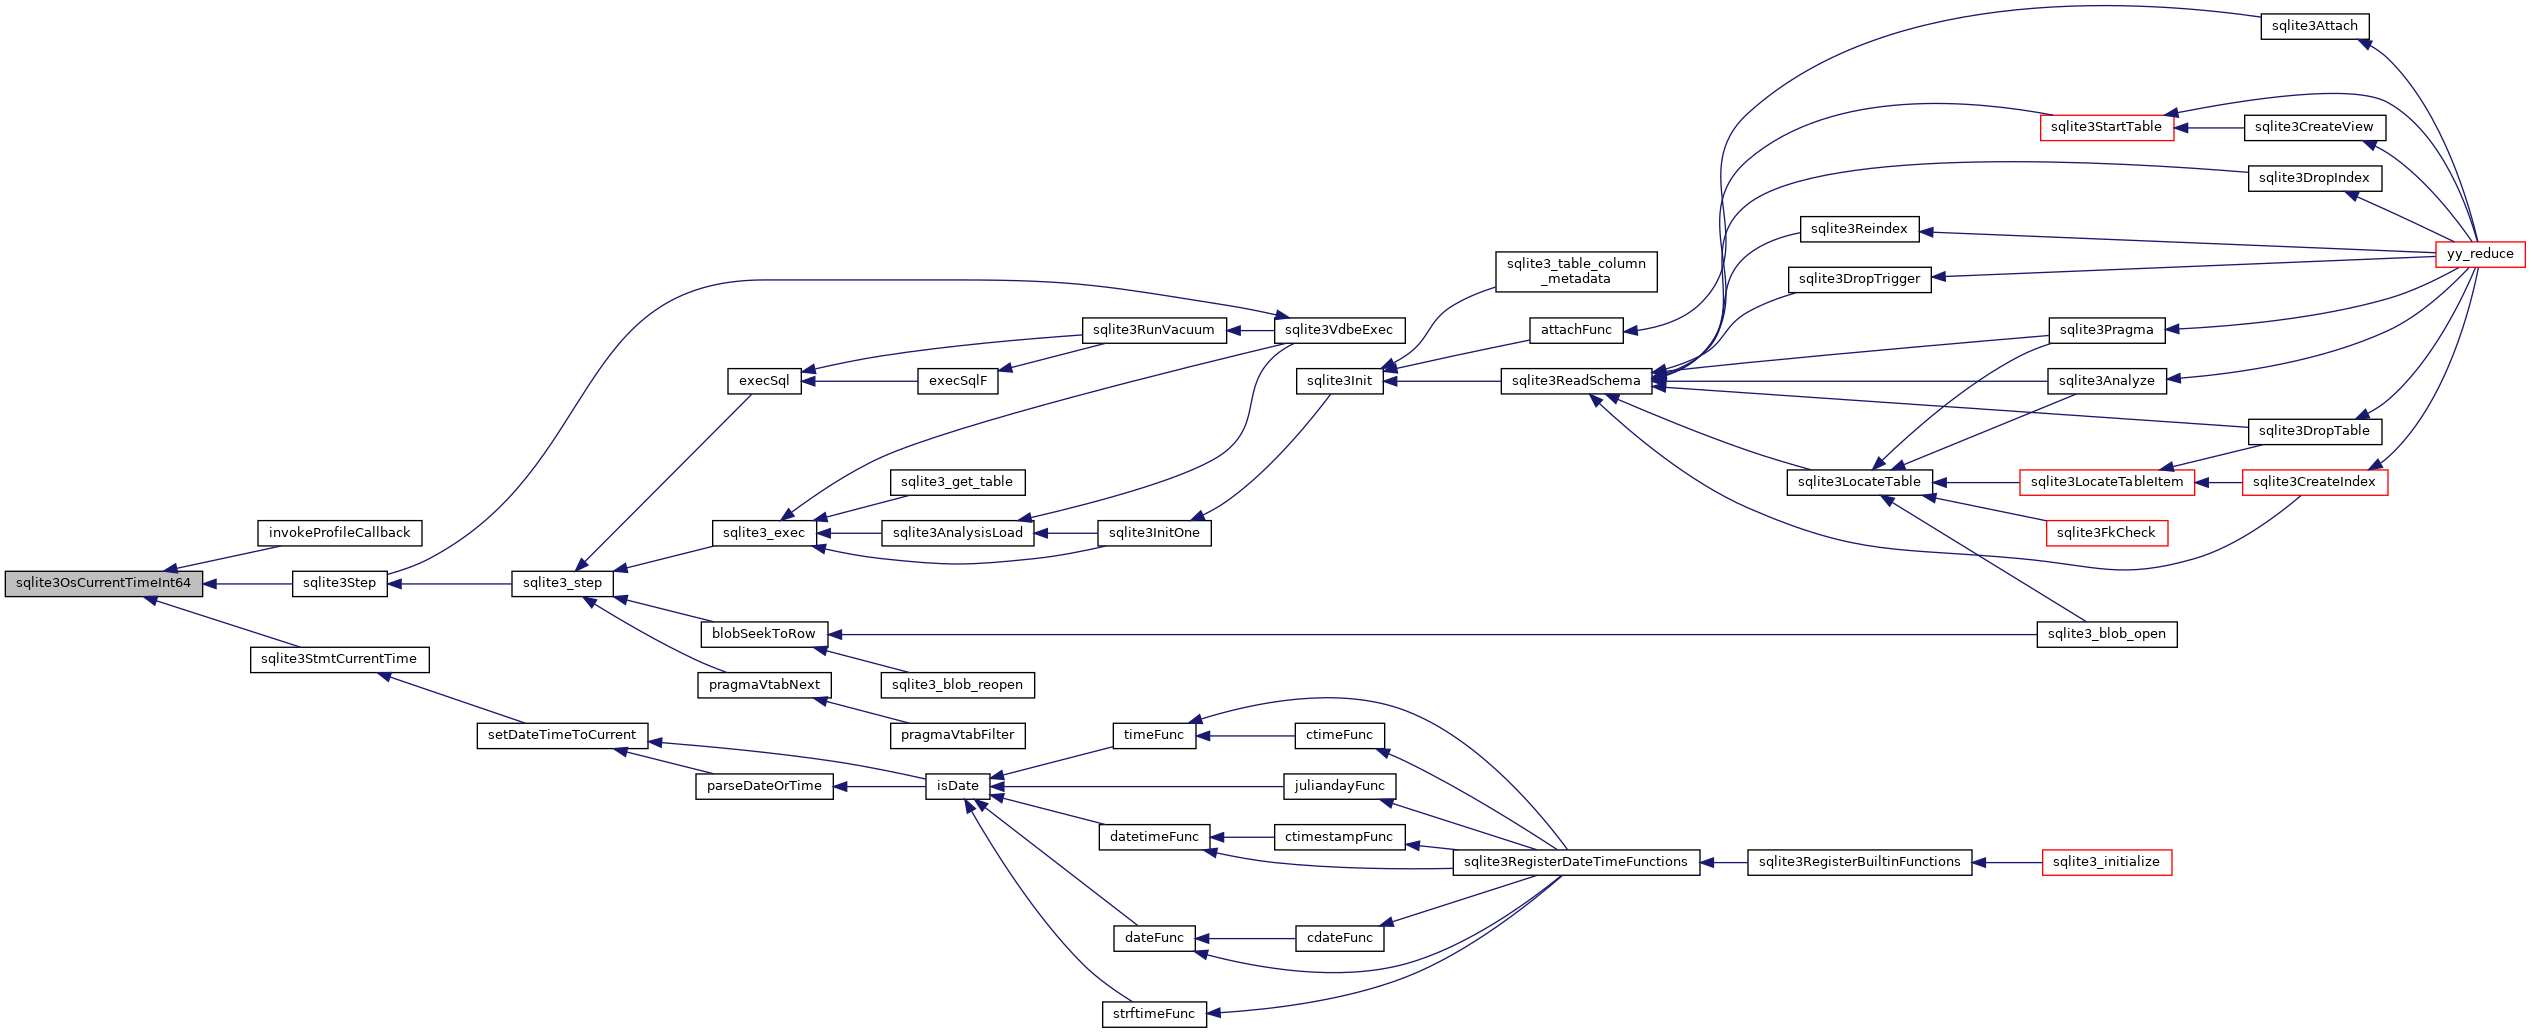 sqlite3Attach
sqlite3StartTable
sqlite3CreateView
sqlite3DropIndex
sqlite3Reindex
yy_reduce
sqlite3_table_column
_metadata
sqlite3DropTrigger
sqlite3RunVacuum
sqlite3VdbeExec
attachFunc
sqlite3Pragma
execSql
execSqlF
sqlite3Init
sqlite3ReadSchema
sqlite3Analyze
sqlite3DropTable
sqlite3_get_table
sqlite3LocateTable
sqlite3LocateTableItem
sqlite3CreateIndex
invokeProfileCallback
sqlite3_exec
sqlite3AnalysisLoad
sqlite3InitOne
sqlite3FkCheck
sqlite3OsCurrentTimeInt64
sqlite3Step
sqlite3_step
blobSeekToRow
sqlite3_blob_open
sqlite3StmtCurrentTime
pragmaVtabNext
sqlite3_blob_reopen
setDateTimeToCurrent
pragmaVtabFilter
timeFunc
ctimeFunc
parseDateOrTime
isDate
juliandayFunc
datetimeFunc
ctimestampFunc
sqlite3RegisterDateTimeFunctions
sqlite3RegisterBuiltinFunctions
sqlite3_initialize
dateFunc
cdateFunc
strftimeFunc